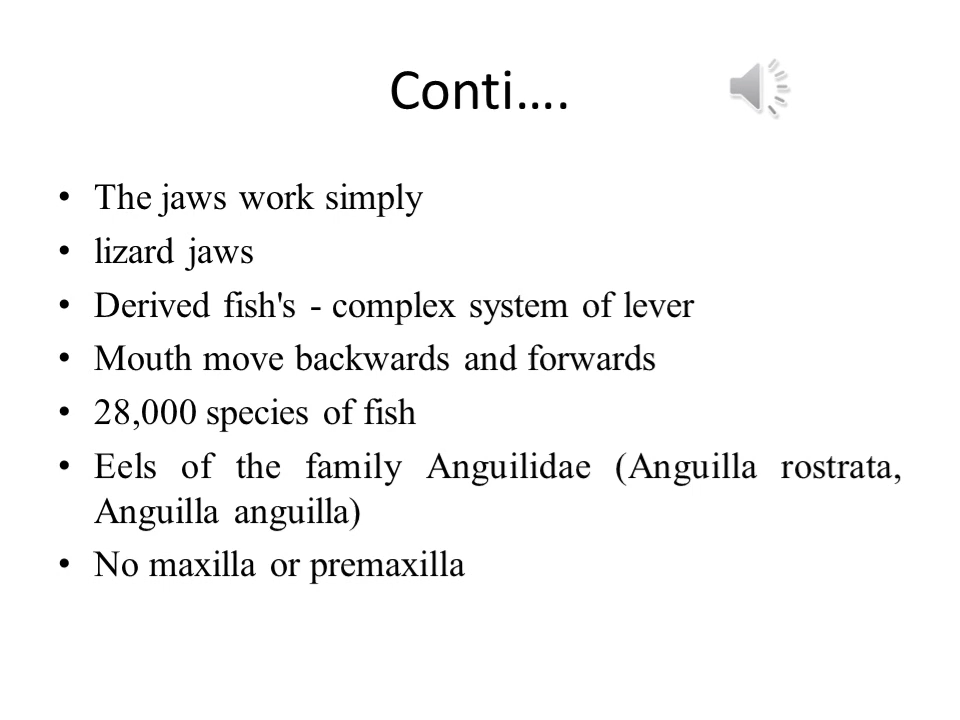 Conti….
• The jaws work simply
• lizard jaws
• Derived fish's - complex system of lever
• Mouth move backwards and forwards
• 28,000 species of fish
• Eels of the family Anguilidae (Anguilla rostrata,
Anguilla anguilla)
• No maxilla or premaxilla